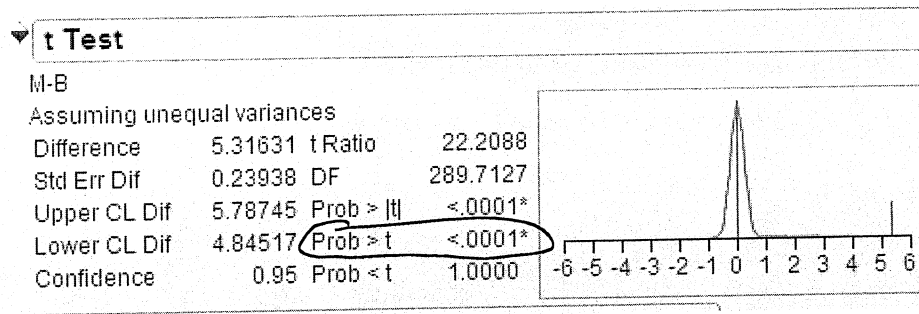 t Test
M-B
Assuming unequal variances
Difference 5.31631 t Ratio 22.2088
Std Err Dif 0.23938 DF 289.7127
Upper CL Dif 5.78745 Prob > |t| <.0001*
Lower CL Dif 4.84517 Prob > t <.0001*
Confidence 0.95 Prob < t 1.0000
-6 -5 -4 -3 -2 -1 0 1 2 3 4 5 6